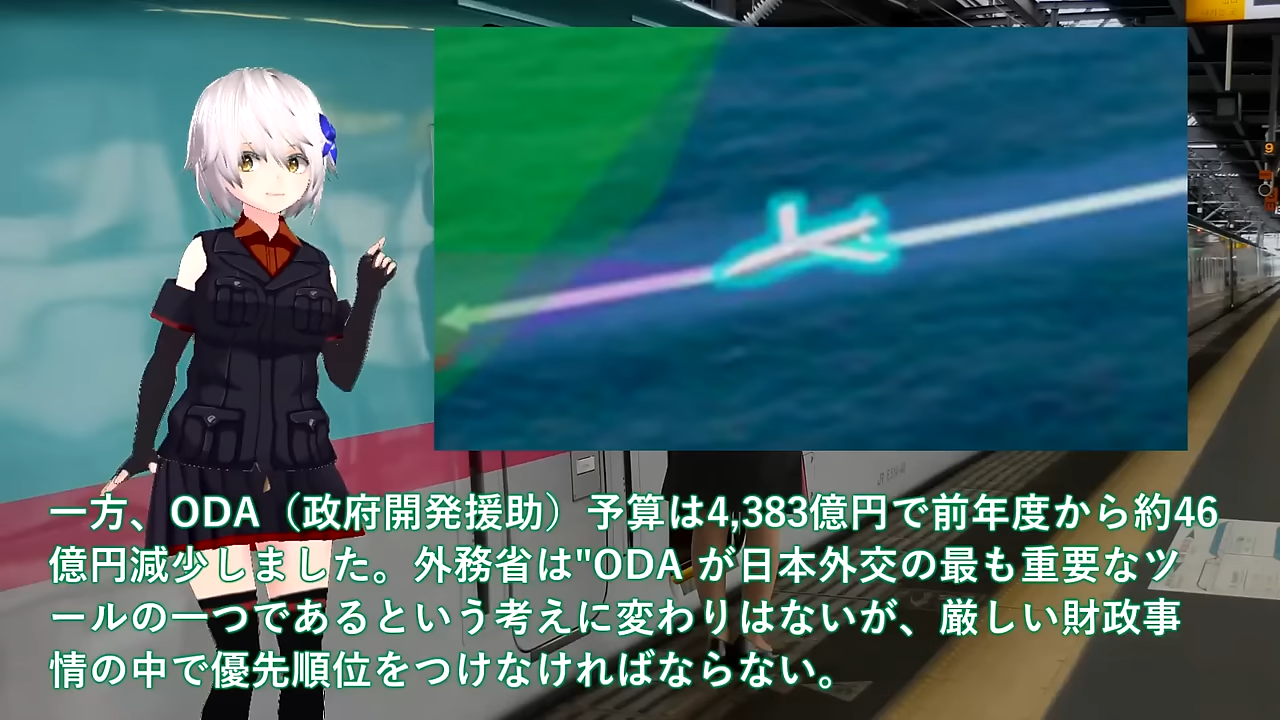 9
一方、ODA（政府開発援助）予算は4,383億円で前年度から約46
億円減少しました。外務省は"ODA が日本外交の最も重要なツ
ールの一つであるという考えに変わりはないが、厳しい財政事
情の中で優先順位をつけなければならない。